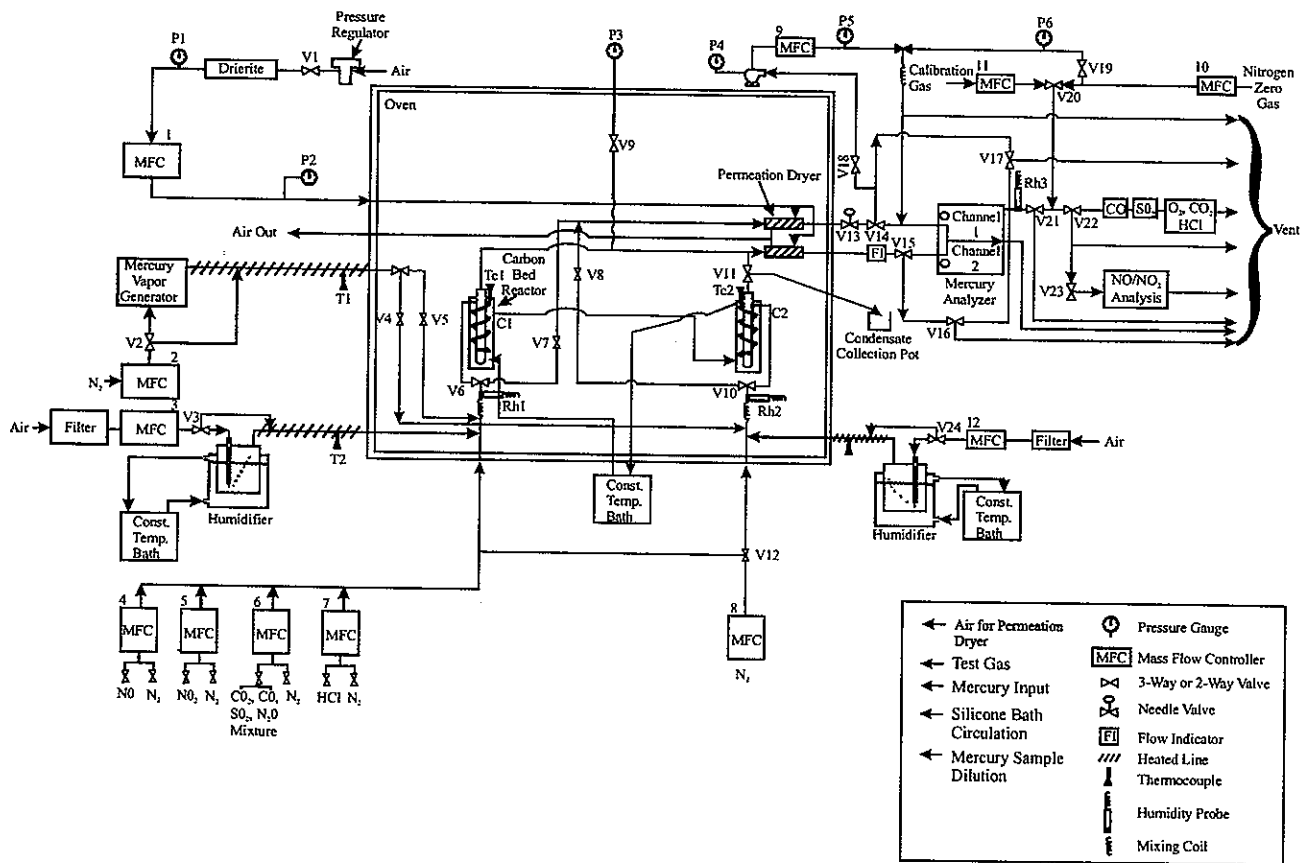 Pressure
Regulator
P1
Drierite
V1
Air
1
MFC
P2
Oven
P3
V9
P4
9
MFC
P5
P6
Calibration
Gas
11
MFC
V19
V20
10
MFC
Nitrogen
Zero
Gas
V18
V17
Rh3
Permeation Dryer
V13
V14
FI
V15
Channel
1
Channel
2
Mercury
Analyzer
V21
V22
CO
SO₂
O₂, CO₂
HCl
Vent
V23
NO/NO₂
Analysis
V16
Air Out
Mercury
Vapor
Generator
T1
V2
2
MFC
N₂
V4
V5
Tc1
Carbon
Bed
Reactor
C1
V7
V8
V6
Rh1
V11
Tc2
C2
V10
Rh2
Condensate
Collection Pot
Air
Filter
3
MFC
V3
T2
Const.
Temp.
Bath
Humidifier
Const.
Temp.
Bath
V24
12
MFC
Filter
Air
Humidifier
Const.
Temp.
Bath
V12
4
MFC
NO
N₂
5
MFC
NO₂
N₂
6
MFC
CO₂, CO,
SO₂, N₂O
Mixture
N₂
7
MFC
HCl
N₂
8
MFC
N₂
Air for Permeation
Dryer
Test Gas
Mercury Input
Silicone Bath
Circulation
Mercury Sample
Dilution
Pressure Gauge
MFC
Mass Flow Controller
3-Way or 2-Way Valve
Needle Valve
FI
Flow Indicator
Heated Line
Thermocouple
Humidity Probe
Mixing Coil